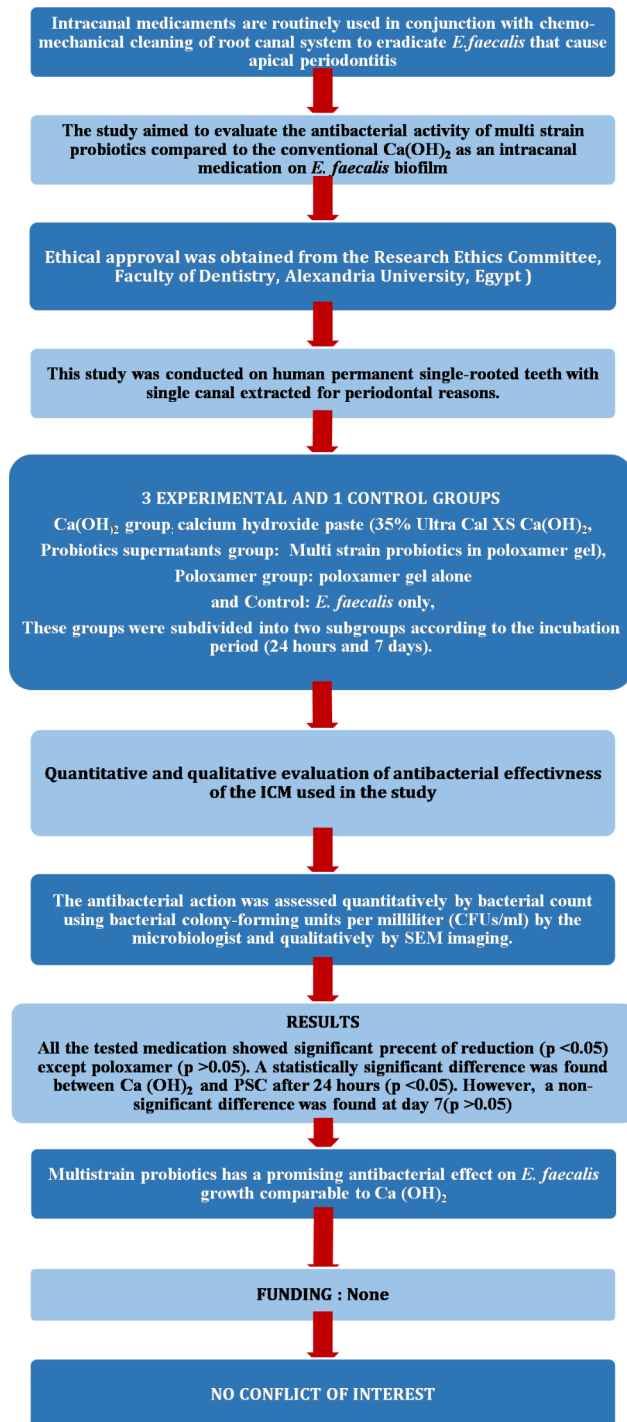 Intracanal medicaments are routinely used in conjunction with chemo-
mechanical cleaning of root canal system to eradicate E.faecalis that cause
apical periodontitis
The study aimed to evaluate the antibacterial activity of multi strain
probiotics compared to the conventional Ca(OH)₂ as an intracanal
medication on E. faecalis biofilm
Ethical approval was obtained from the Research Ethics Committee,
Faculty of Dentistry, Alexandria University, Egypt )
This study was conducted on human permanent single-rooted teeth with
single canal extracted for periodontal reasons.
3 EXPERIMENTAL AND 1 CONTROL GROUPS
Ca(OH)₂ group: calcium hydroxide paste (35% Ultra Cal XS Ca(OH)₂,
Probiotics supernatants group: Multi strain probiotics in poloxamer gel),
Poloxamer group: poloxamer gel alone
and Control: E. faecalis only,
These groups were subdivided into two subgroups according to the incubation
period (24 hours and 7 days).
Quantitative and qualitative evaluation of antibacterial effectivness
of the ICM used in the study
The antibacterial action was assessed quantitatively by bacterial count
using bacterial colony-forming units per milliliter (CFUs/ml) by the
microbiologist and qualitatively by SEM imaging.
RESULTS
All the tested medication showed significant precent of reduction (p <0.05)
except poloxamer (p >0.05). A statistically significant difference was found
between Ca (OH)₂ and PSC after 24 hours (p <0.05). However, a non-
significant difference was found at day 7(p >0.05)
Multistrain probiotics has a promising antibacterial effect on E. faecalis
growth comparable to Ca (OH)₂
FUNDING : None
NO CONFLICT OF INTEREST